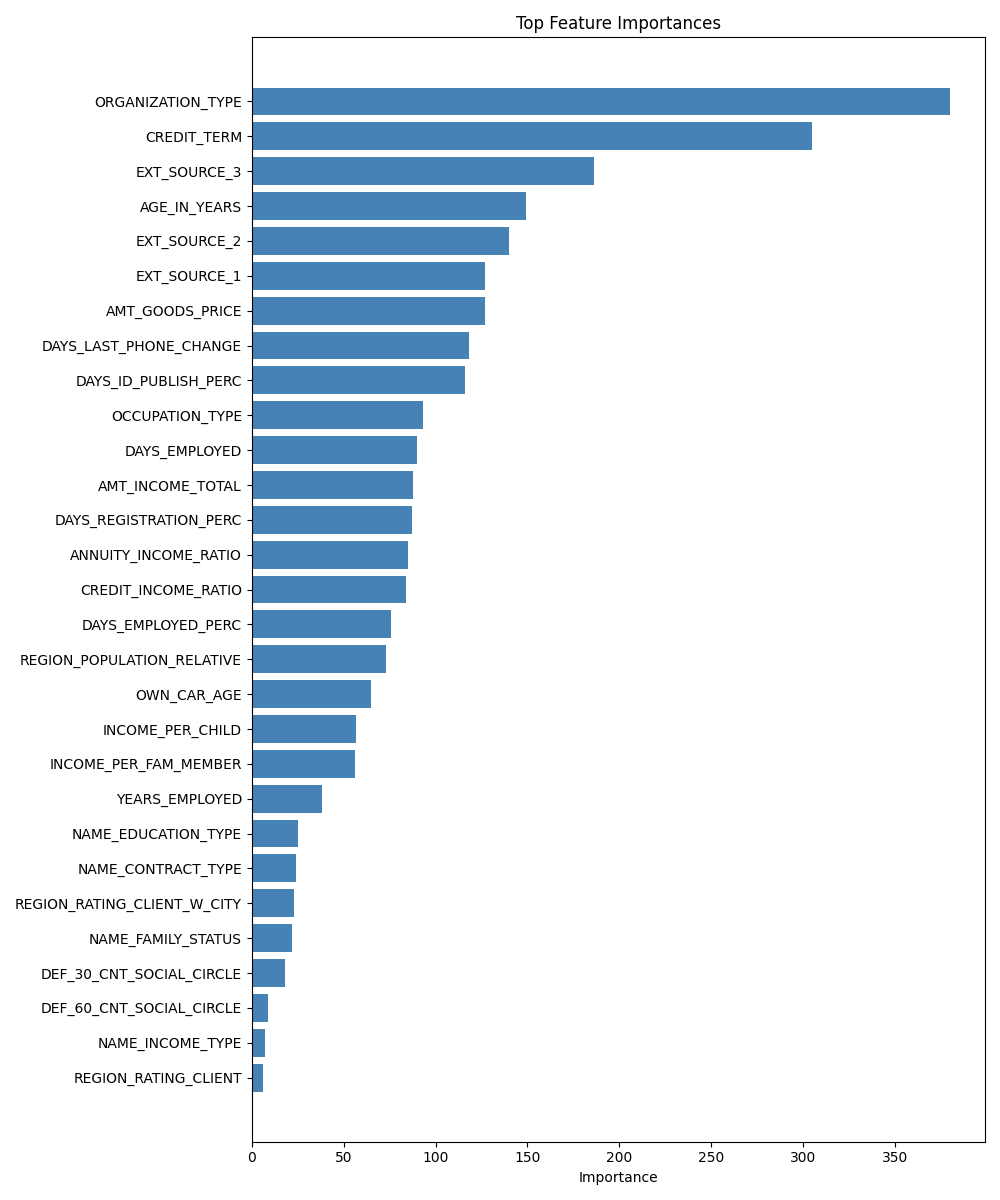 Top Feature Importances
ORGANIZATION_TYPE
CREDIT_TERM
EXT_SOURCE_3
AGE_IN_YEARS
EXT_SOURCE_2
EXT_SOURCE_1
AMT_GOODS_PRICE
DAYS_LAST_PHONE_CHANGE
DAYS_ID_PUBLISH_PERC
OCCUPATION_TYPE
DAYS_EMPLOYED
AMT_INCOME_TOTAL
DAYS_REGISTRATION_PERC
ANNUITY_INCOME_RATIO
CREDIT_INCOME_RATIO
DAYS_EMPLOYED_PERC
REGION_POPULATION_RELATIVE
OWN_CAR_AGE
INCOME_PER_CHILD
INCOME_PER_FAM_MEMBER
YEARS_EMPLOYED
NAME_EDUCATION_TYPE
NAME_CONTRACT_TYPE
REGION_RATING_CLIENT_W_CITY
NAME_FAMILY_STATUS
DEF_30_CNT_SOCIAL_CIRCLE
DEF_60_CNT_SOCIAL_CIRCLE
NAME_INCOME_TYPE
REGION_RATING_CLIENT
0 50 100 150 200 250 300 350
Importance